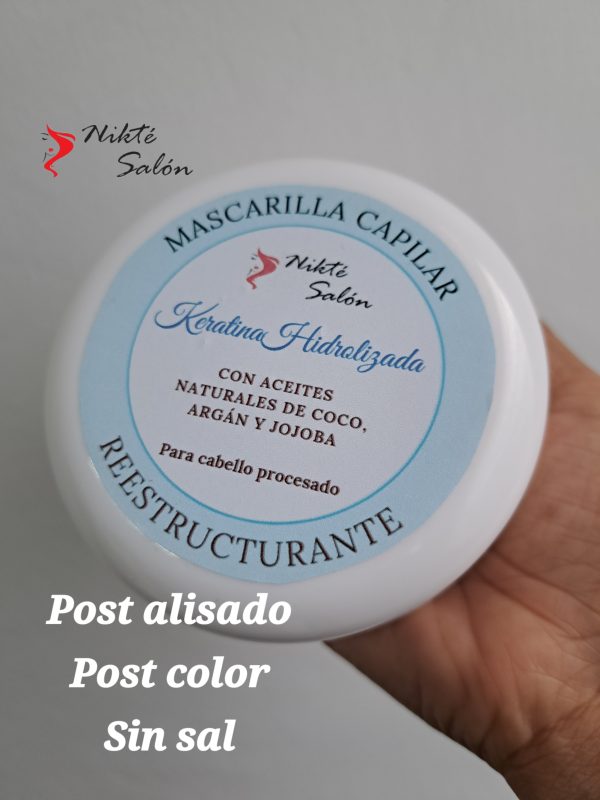 Nikté
Salón
MASCARILLA CAPILAR
Nikté
Salón
Keratina Hidrolizada
CON ACEITES
NATURALES DE COCO,
ARGÁN Y JOJOBA
Para cabello procesado
REESTRUCTURANTE
Post alisado
Post color
Sin sal